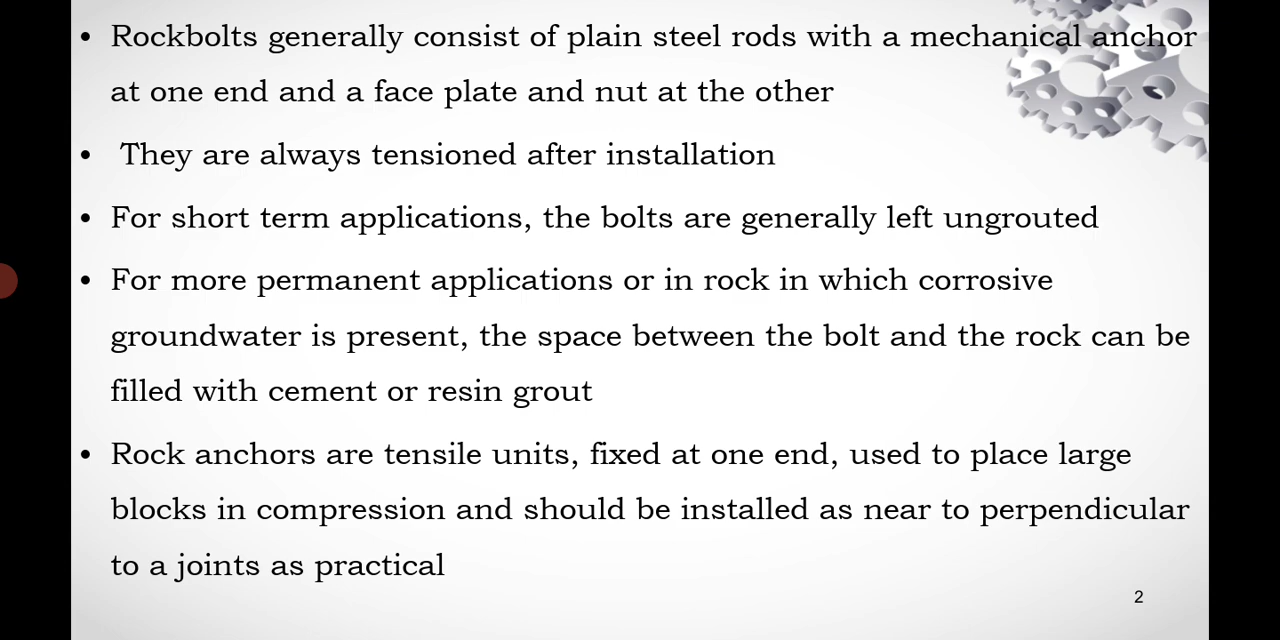 • Rockbolts generally consist of plain steel rods with a mechanical anchor
at one end and a face plate and nut at the other
• They are always tensioned after installation
• For short term applications, the bolts are generally left ungrouted
• For more permanent applications or in rock in which corrosive
groundwater is present, the space between the bolt and the rock can be
filled with cement or resin grout
• Rock anchors are tensile units, fixed at one end, used to place large
blocks in compression and should be installed as near to perpendicular
to a joints as practical
2